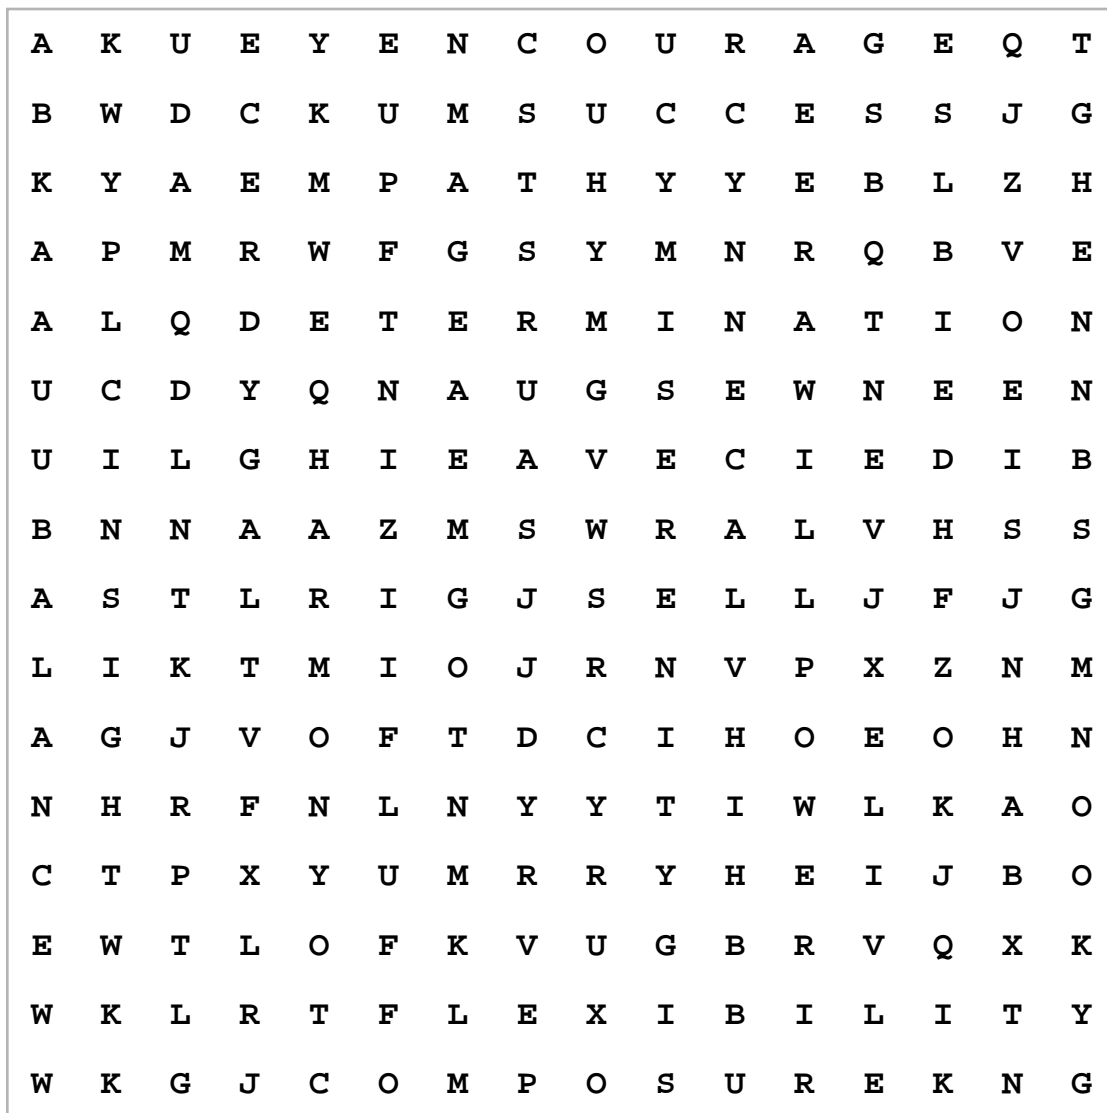 A K U E Y E N C O U R A G E Q T
B W D C K U M S U C C E S S J G
K Y A E M P A T H Y Y E B L Z H
A P M R W F G S Y M N R Q B V E
A L Q D E T E R M I N A T I O N
U C D Y Q N A U G S E W N E E N
U I L G H I E A V E C I E D I B
B N N A A Z M S W R A L V H S S
A S T L R I G J S E L L J F J G
L I K T M I O J R N V P X Z N M
A G J V O F T D C I H O E O H N
N H R F N L N Y Y T I W L K A O
C T P X Y U M R R Y H E I J B O
E W T L O F K V U G B R V Q X K
W K L R T F L E X I B I L I T Y
W K G J C O M P O S U R E K N G